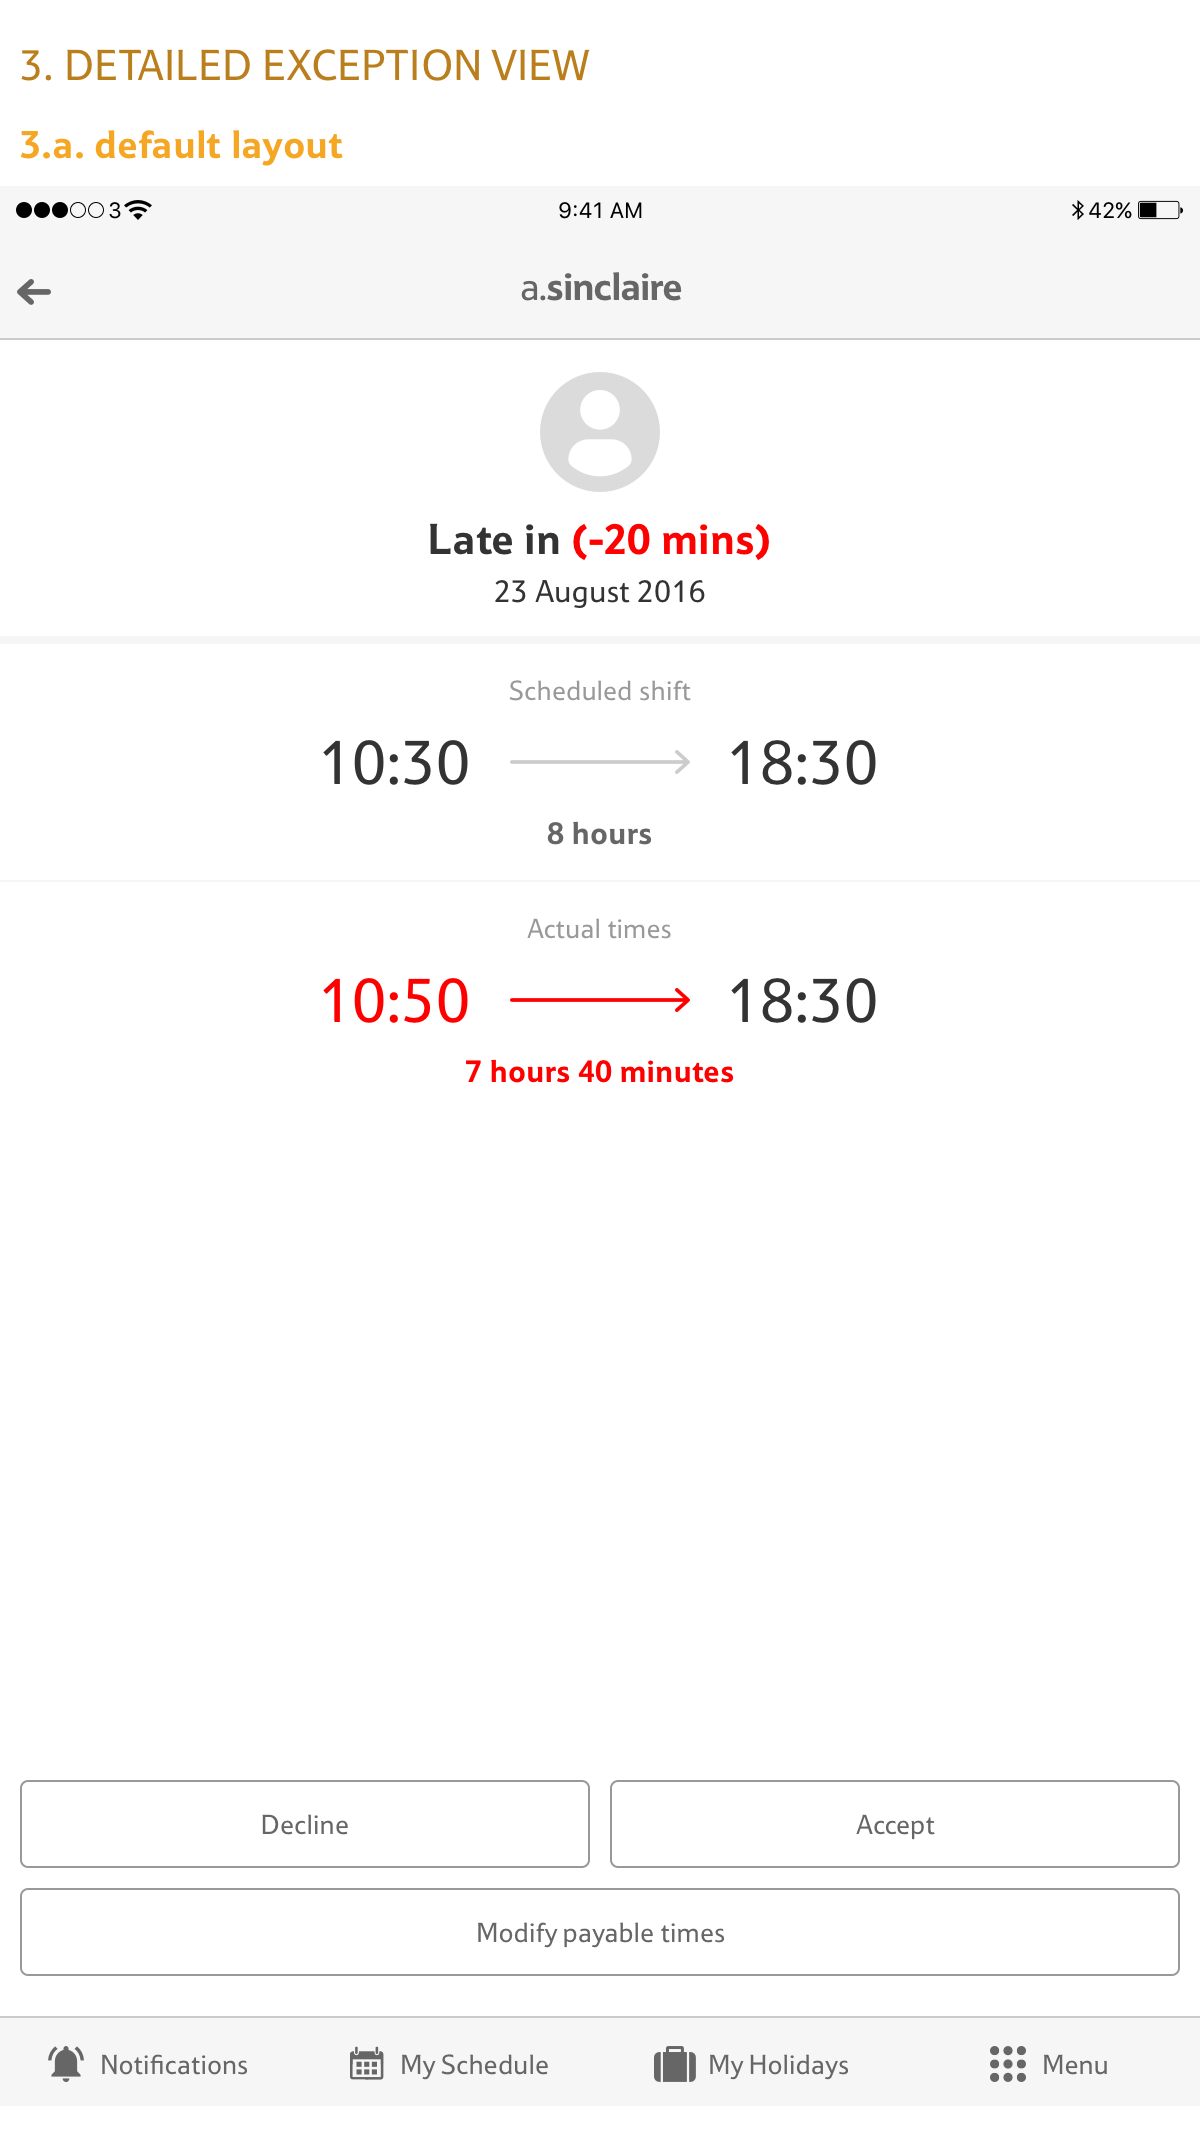 3. DETAILED EXCEPTION VIEW
3.a. default layout
3 9:41 AM 42%
a.sinclaire
Late in (-20 mins)
23 August 2016
Scheduled shift
10:30 18:30
8 hours
Actual times
10:50 18:30
7 hours 40 minutes
Decline Accept
Modify payable times
Notifications My Schedule My Holidays Menu